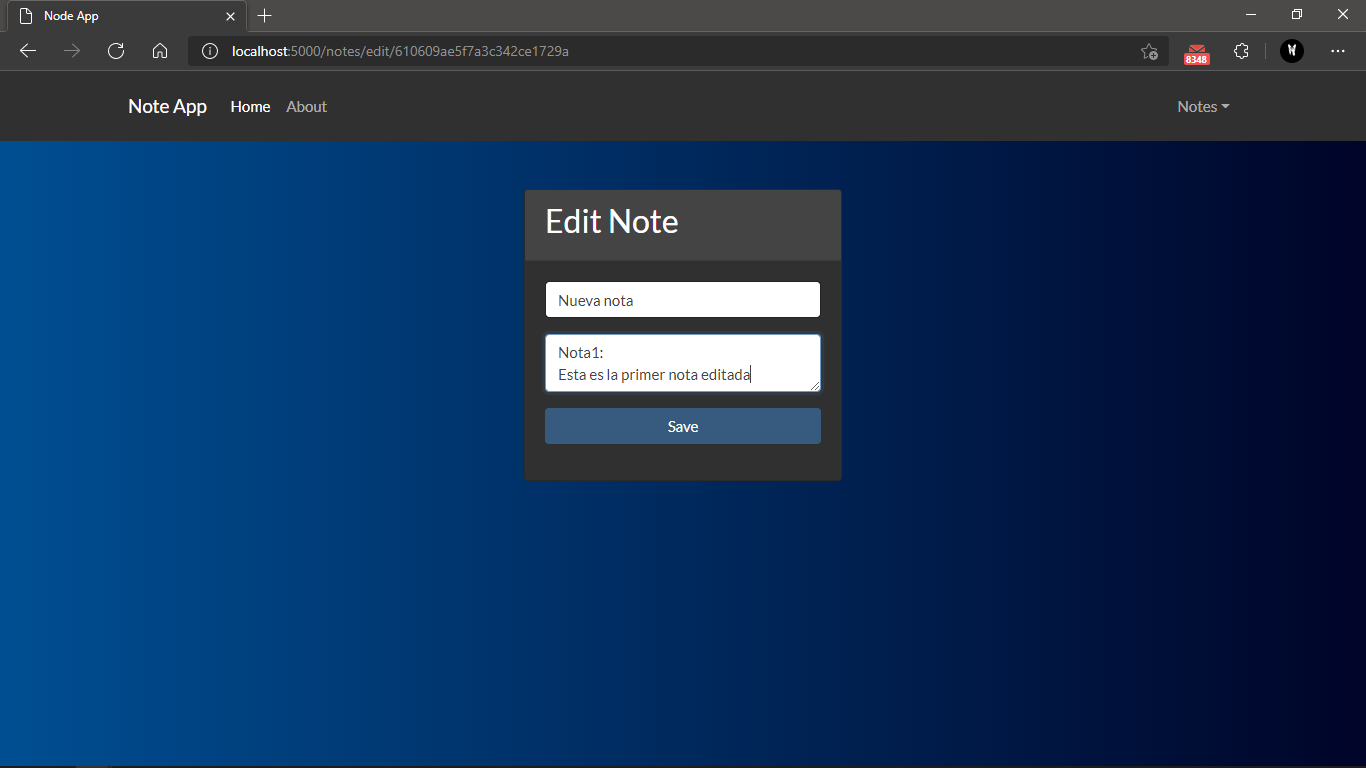 Node App
localhost:5000/notes/edit/610609ae5f7a3c342ce1729a
8348
Note App Home About Notes
Edit Note
Nueva nota
Nota1:
Esta es la primer nota editada
Save